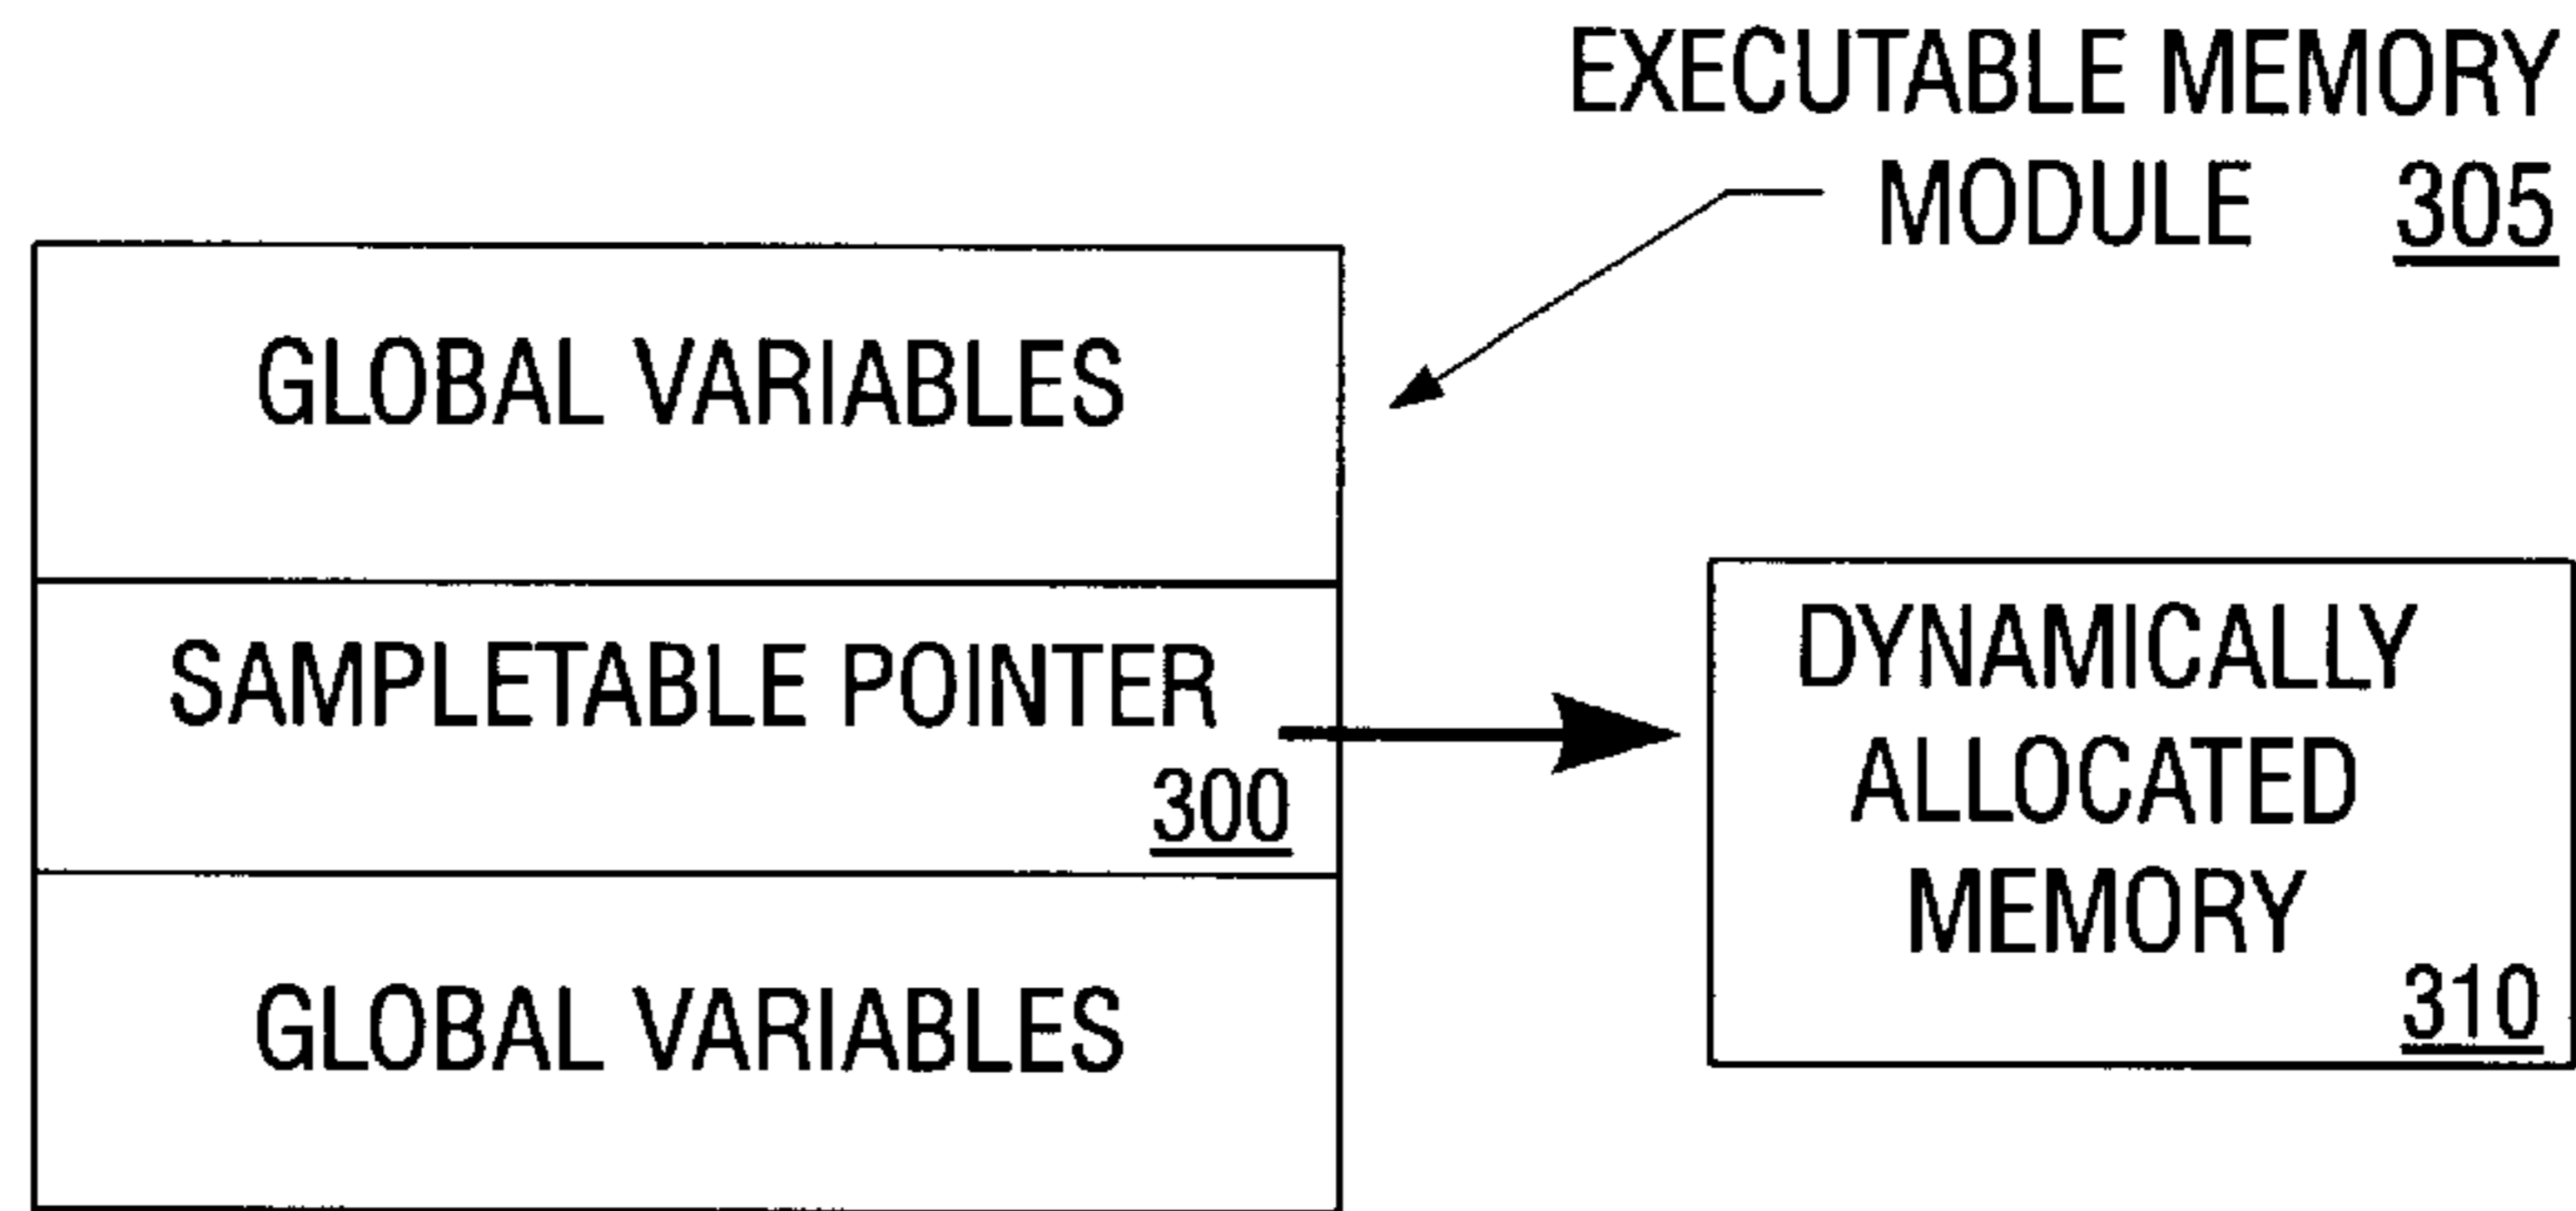 EXECUTABLE MEMORY
MODULE 305
GLOBAL VARIABLES
SAMPLETABLE POINTER
300
GLOBAL VARIABLES
DYNAMICALLY
ALLOCATED
MEMORY
310